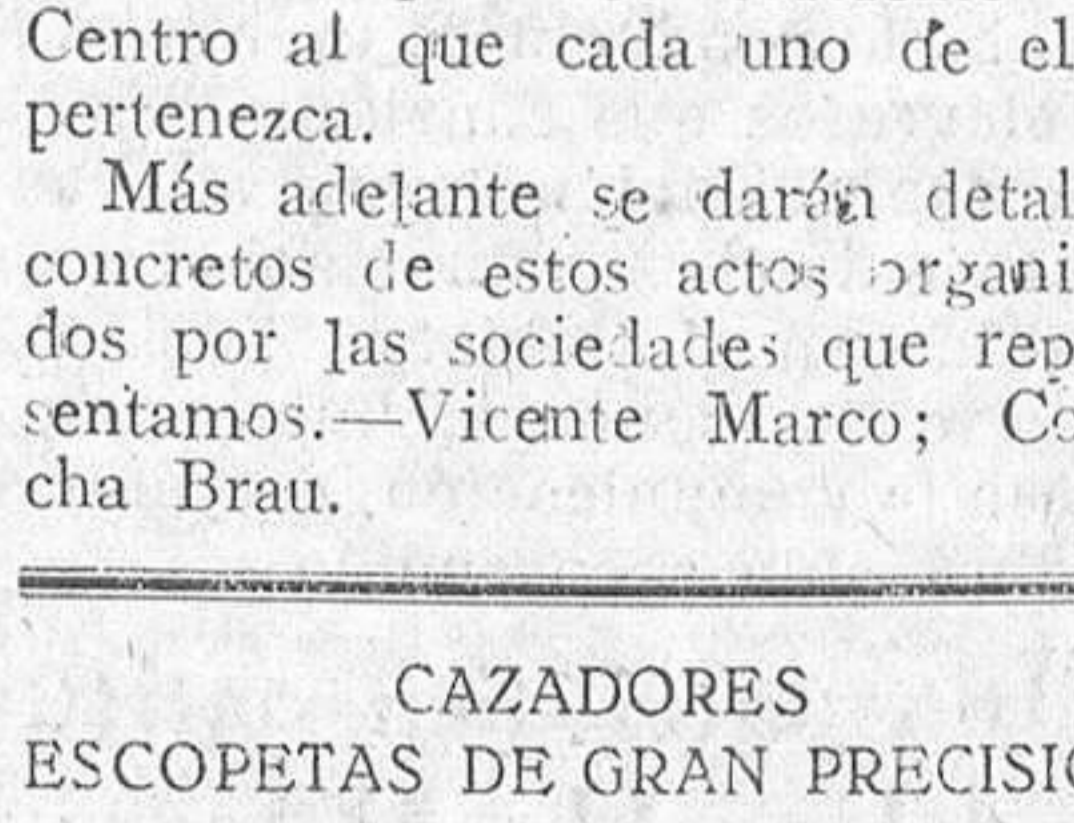 Centro al que cada uno de el
pertenezca.
Más adelante se darán detal
concretos de estos actos organi
dos por las sociedades que rep
sentamos.—Vicente Marco; Co
cha Brau.
CAZADORES
ESCOPETAS DE GRAN PRECISIO